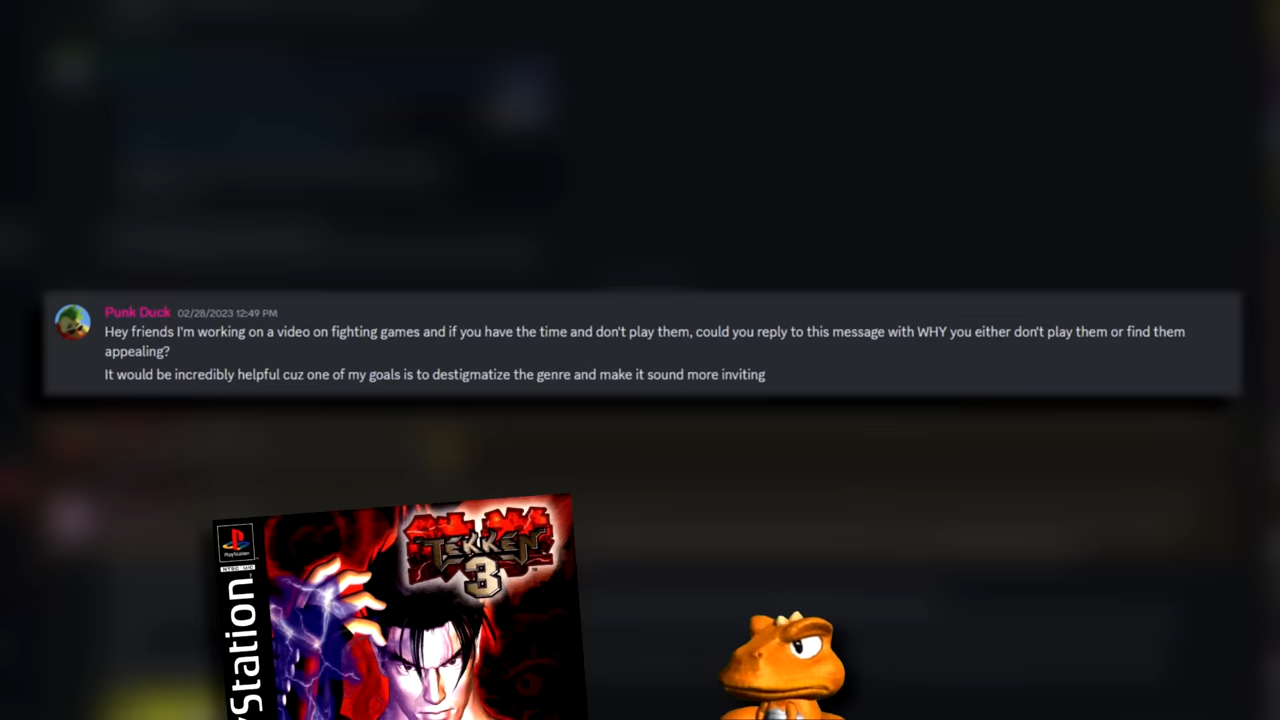 Punk Duck 02/28/2023 12:49 PM
Hey friends I'm working on a video on fighting games and if you have the time and don't play them, could you reply to this message with WHY you either don't play them or find them
appealing?
It would be incredibly helpful cuz one of my goals is to destigmatize the genre and make it sound more inviting
TEKKEN
3
PlayStation
NTSC U/C
Station